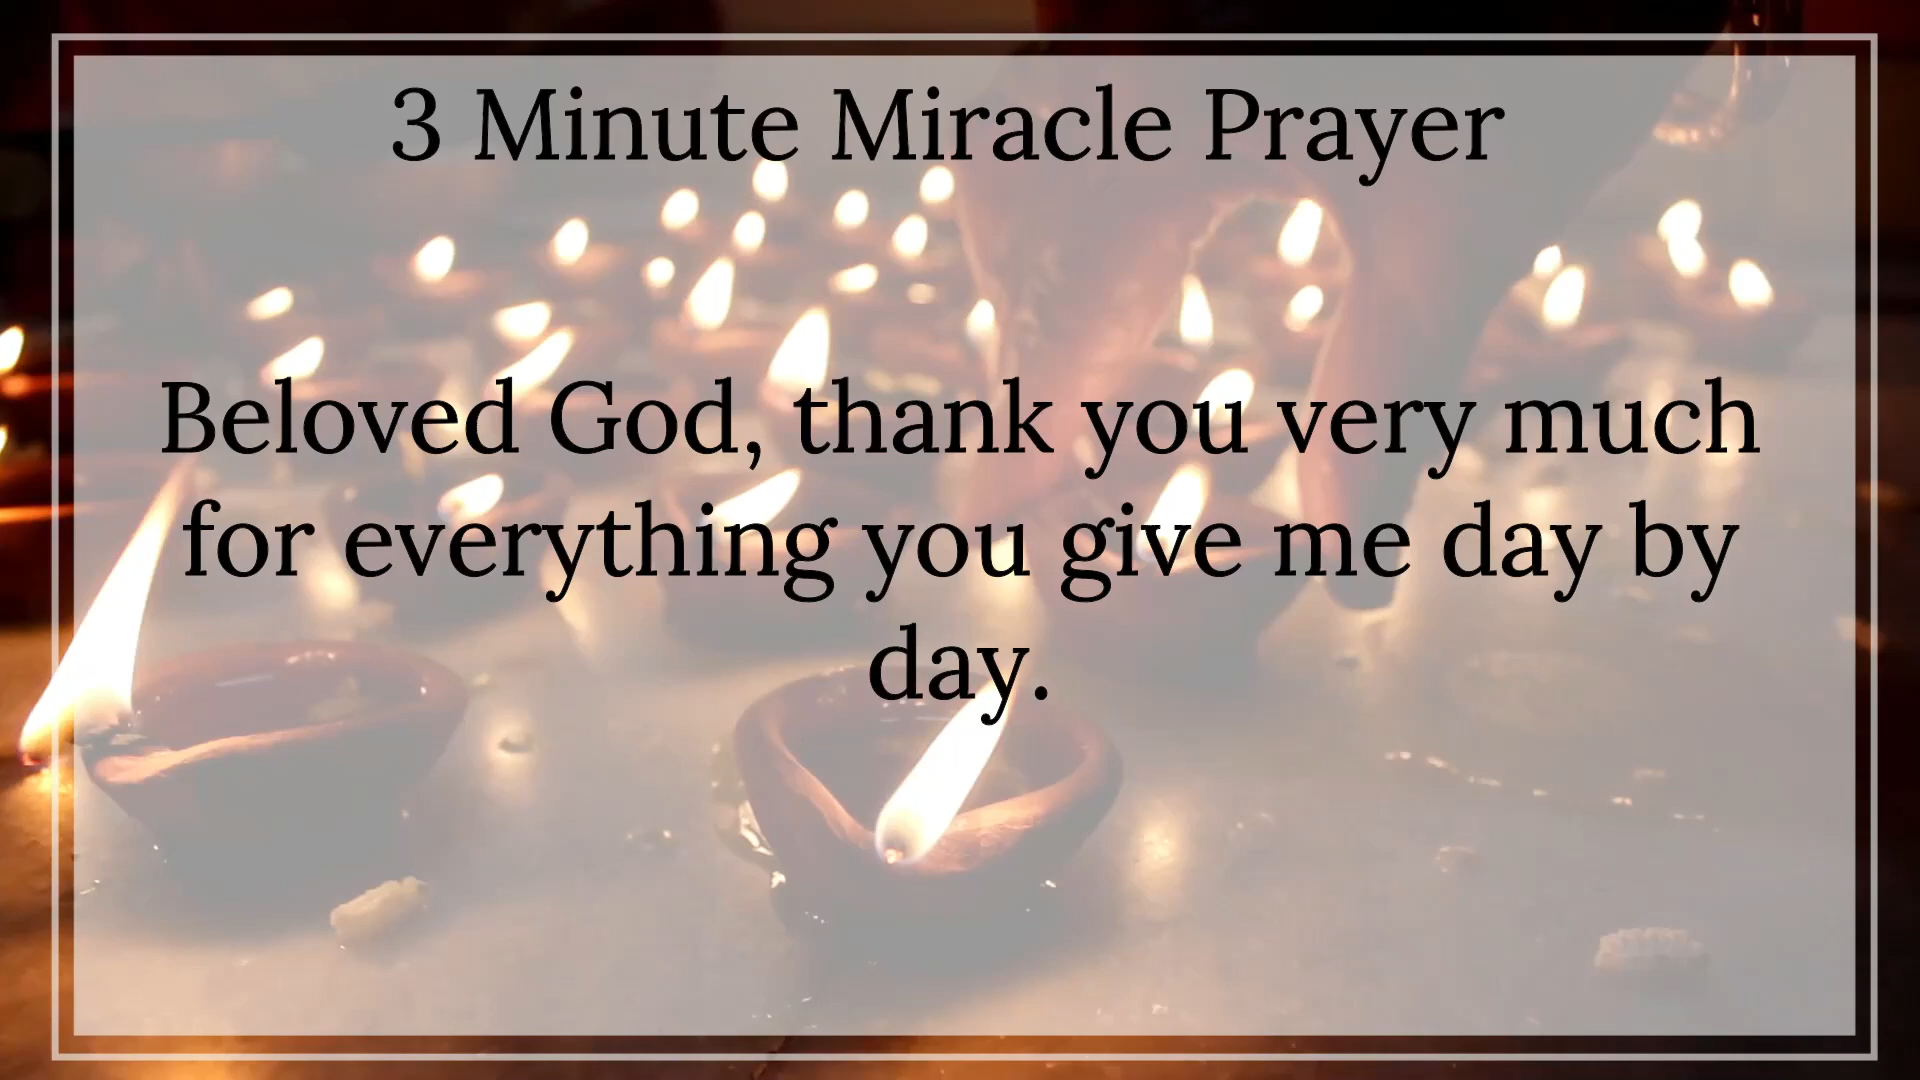 3 Minute Miracle Prayer
Beloved God, thank you very much
for everything you give me day by
day.